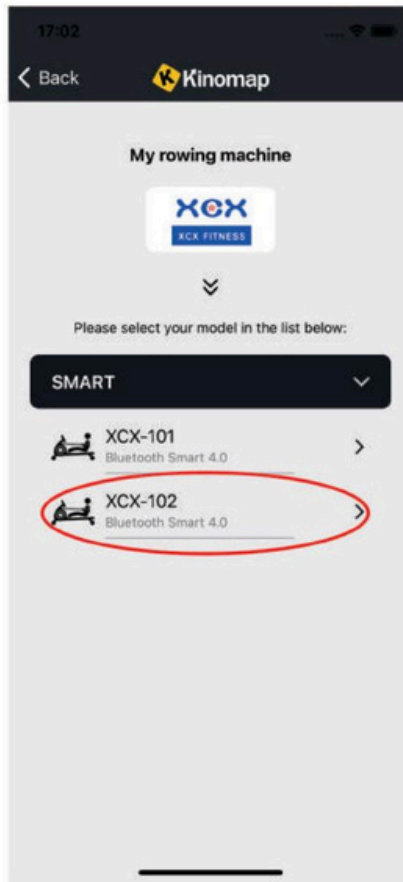 17:02
Back
Kinomap
My rowing machine
XCX
XCX FITNESS
Please select your model in the list below:
SMART
XCX-101
Bluetooth Smart 4.0
XCX-102
Bluetooth Smart 4.0